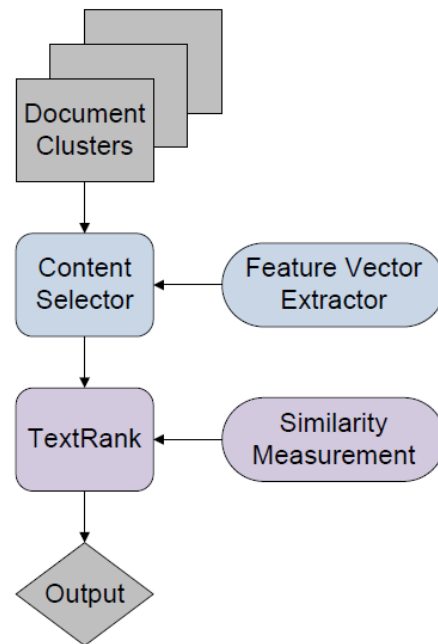 Document
Clusters
Content
Selector
Feature Vector
Extractor
TextRank
Similarity
Measurement
Output